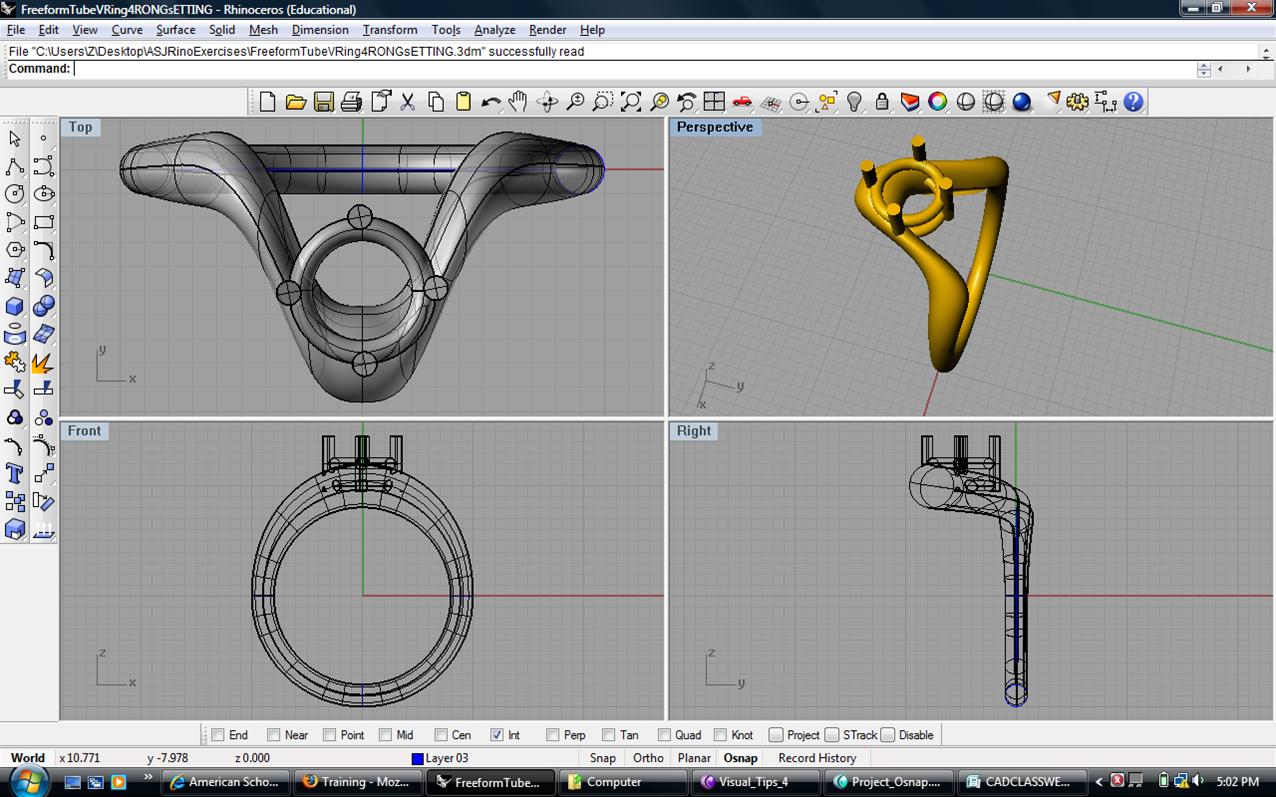 FreeformTubeVRing4RONGsETTING - Rhinoceros (Educational)
File Edit View Curve Surface Solid Mesh Dimension Transform Tools Analyze Render Help
File "C:\Users\Z\Desktop\ASJRinoExercises\FreeformTubeVRing4RONGsETTING.3dm" successfully read
Command:
Top
Perspective
y
x
z
y
x
Front
Right
z
x
z
y
End Near Point Mid Cen Int Perp Tan Quad Knot Project STrack Disable
World x 10.771 y -7.978 z 0.000 Layer 03 Snap Ortho Planar Osnap Record History
» American Scho... Training - Moz... FreeformTube... Computer Visual_Tips_4 Project_Osnap.... CADCLASSWE... < 5:02 PM